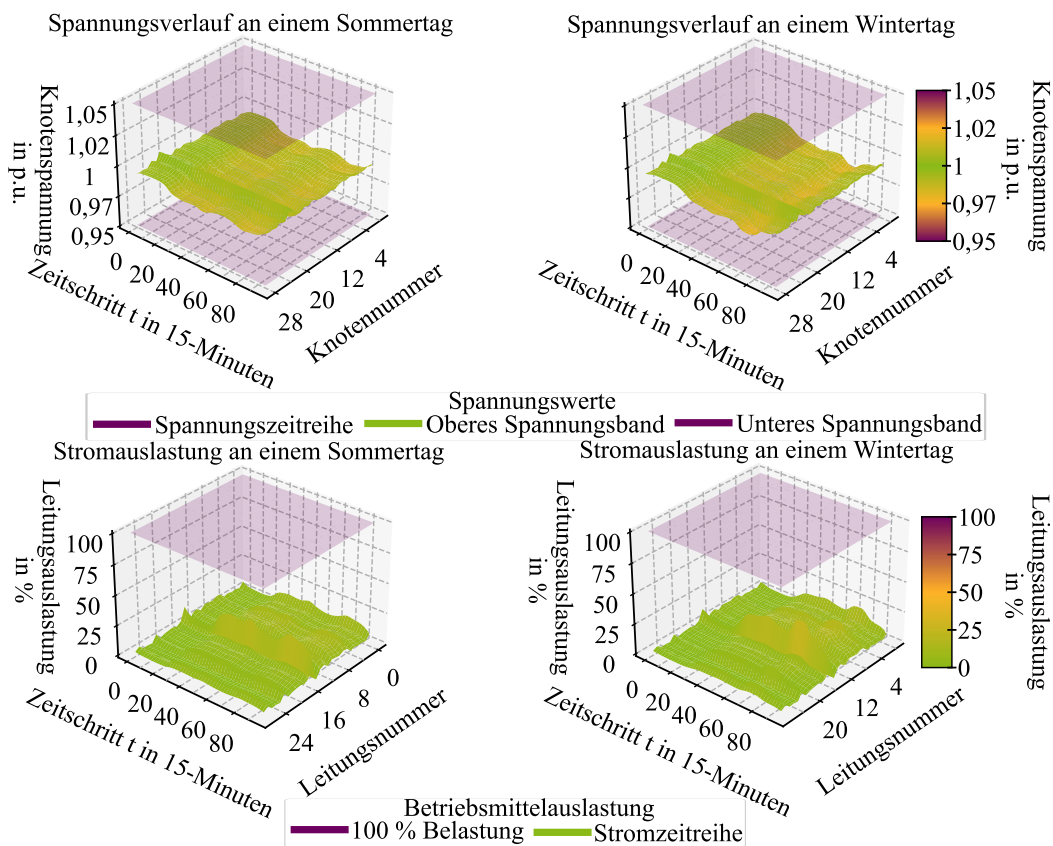 Spannungsverlauf an einem Sommertag
Knotenspannung
in p.u.
1,05
1,02
1
0,97
0,95
0
20
40
60
80
Zeitschritt t in 15-Minuten
28
20
12
4
Knotennummer
Spannungsverlauf an einem Wintertag
0
20
40
60
80
Zeitschritt t in 15-Minuten
28
20
12
4
Knotennummer
1,05
1,02
1
0,97
0,95
Knotenspannung
in p.u.
Spannungswerte
Spannungszeitreihe Oberes Spannungsband Unteres Spannungsband
Stromauslastung an einem Sommertag
Leitungsauslastung
in %
100
75
50
25
0
0
20
40
60
80
Zeitschritt t in 15-Minuten
24
16
8
0
Leitungsnummer
Stromauslastung an einem Wintertag
Leitungsauslastung
in %
100
75
50
25
0
0
20
40
60
80
Zeitschritt t in 15-Minuten
20
12
4
Leitungsnummer
100
75
50
25
0
Leitungsauslastung
in %
Betriebsmittelauslastung
100 % Belastung Stromzeitreihe